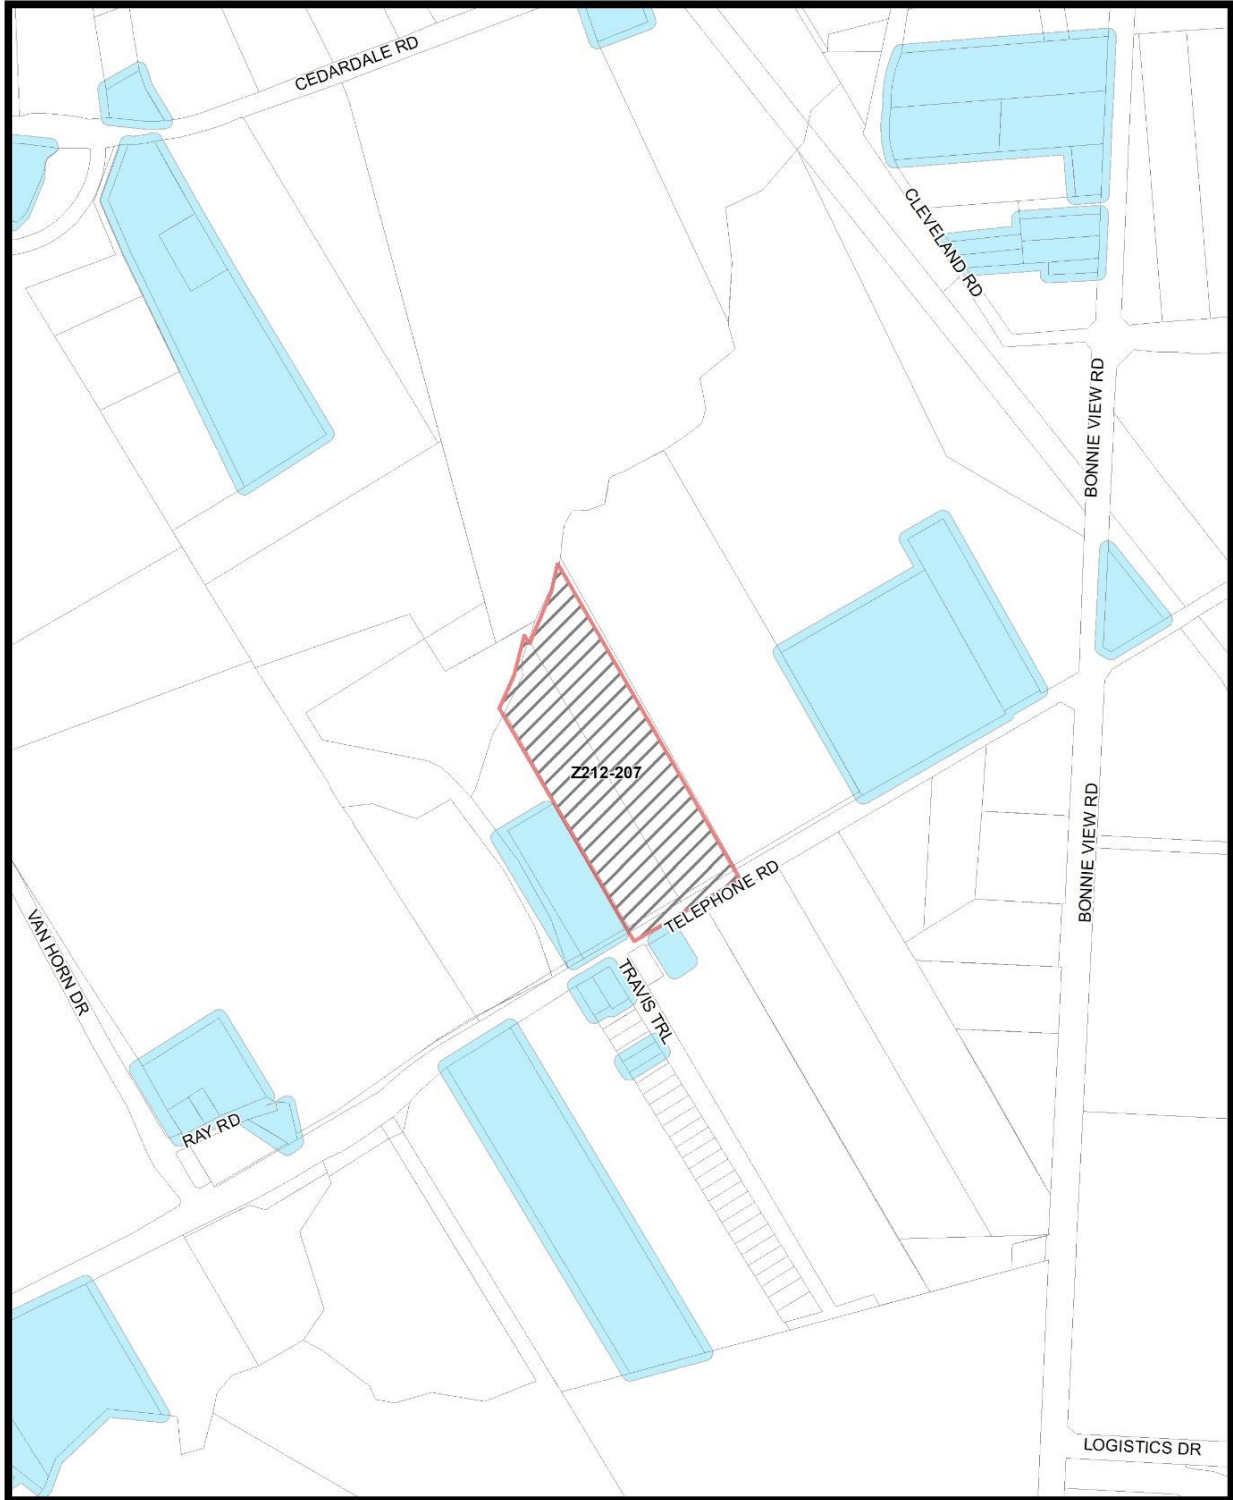 CEDARDALE RD
CLEVELAND RD
BONNIE VIEW RD
Z212-207
TELEPHONE RD
BONNIE VIEW RD
VAN HORN DR
TRAVIS TRL
RAY RD
LOGISTICS DR